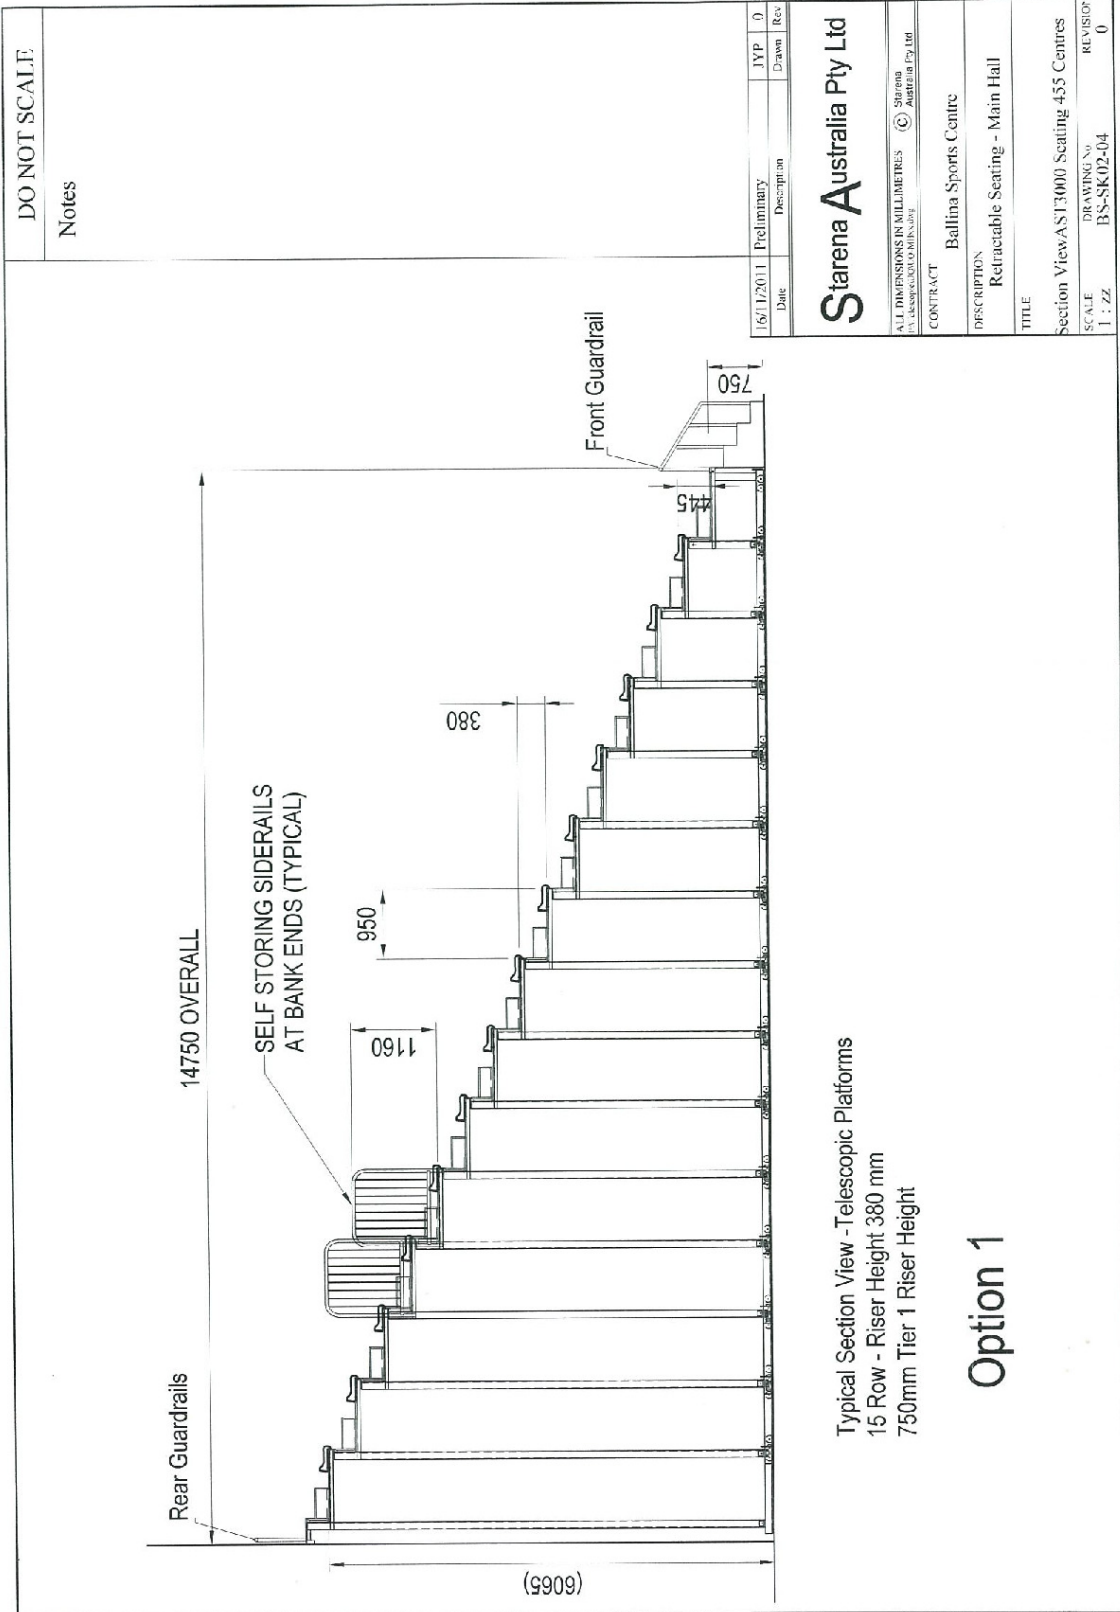 DO NOT SCALE
Notes
14750 OVERALL
Rear Guardrails
SELF STORING SIDERAILS
AT BANK ENDS (TYPICAL)
1160
950
380
Front Guardrail
445
750
(6065)
Typical Section View -Telescopic Platforms
15 Row - Riser Height 380 mm
750mm Tier 1 Riser Height
Option 1
16/11/2011 Preliminary JYP 0
Date Description Drawn Rev
Starena Australia Pty Ltd
ALL DIMENSIONS IN MILLIMETRES
© Starena
Australia Pty Ltd
CONTRACT
Ballina Sports Centre
DESCRIPTION
Retractable Seating - Main Hall
TITLE
Section ViewAST3000 Seating 455 Centres
SCALE DRAWING No REVISION
1 : ZZ BS-SK02-04 0